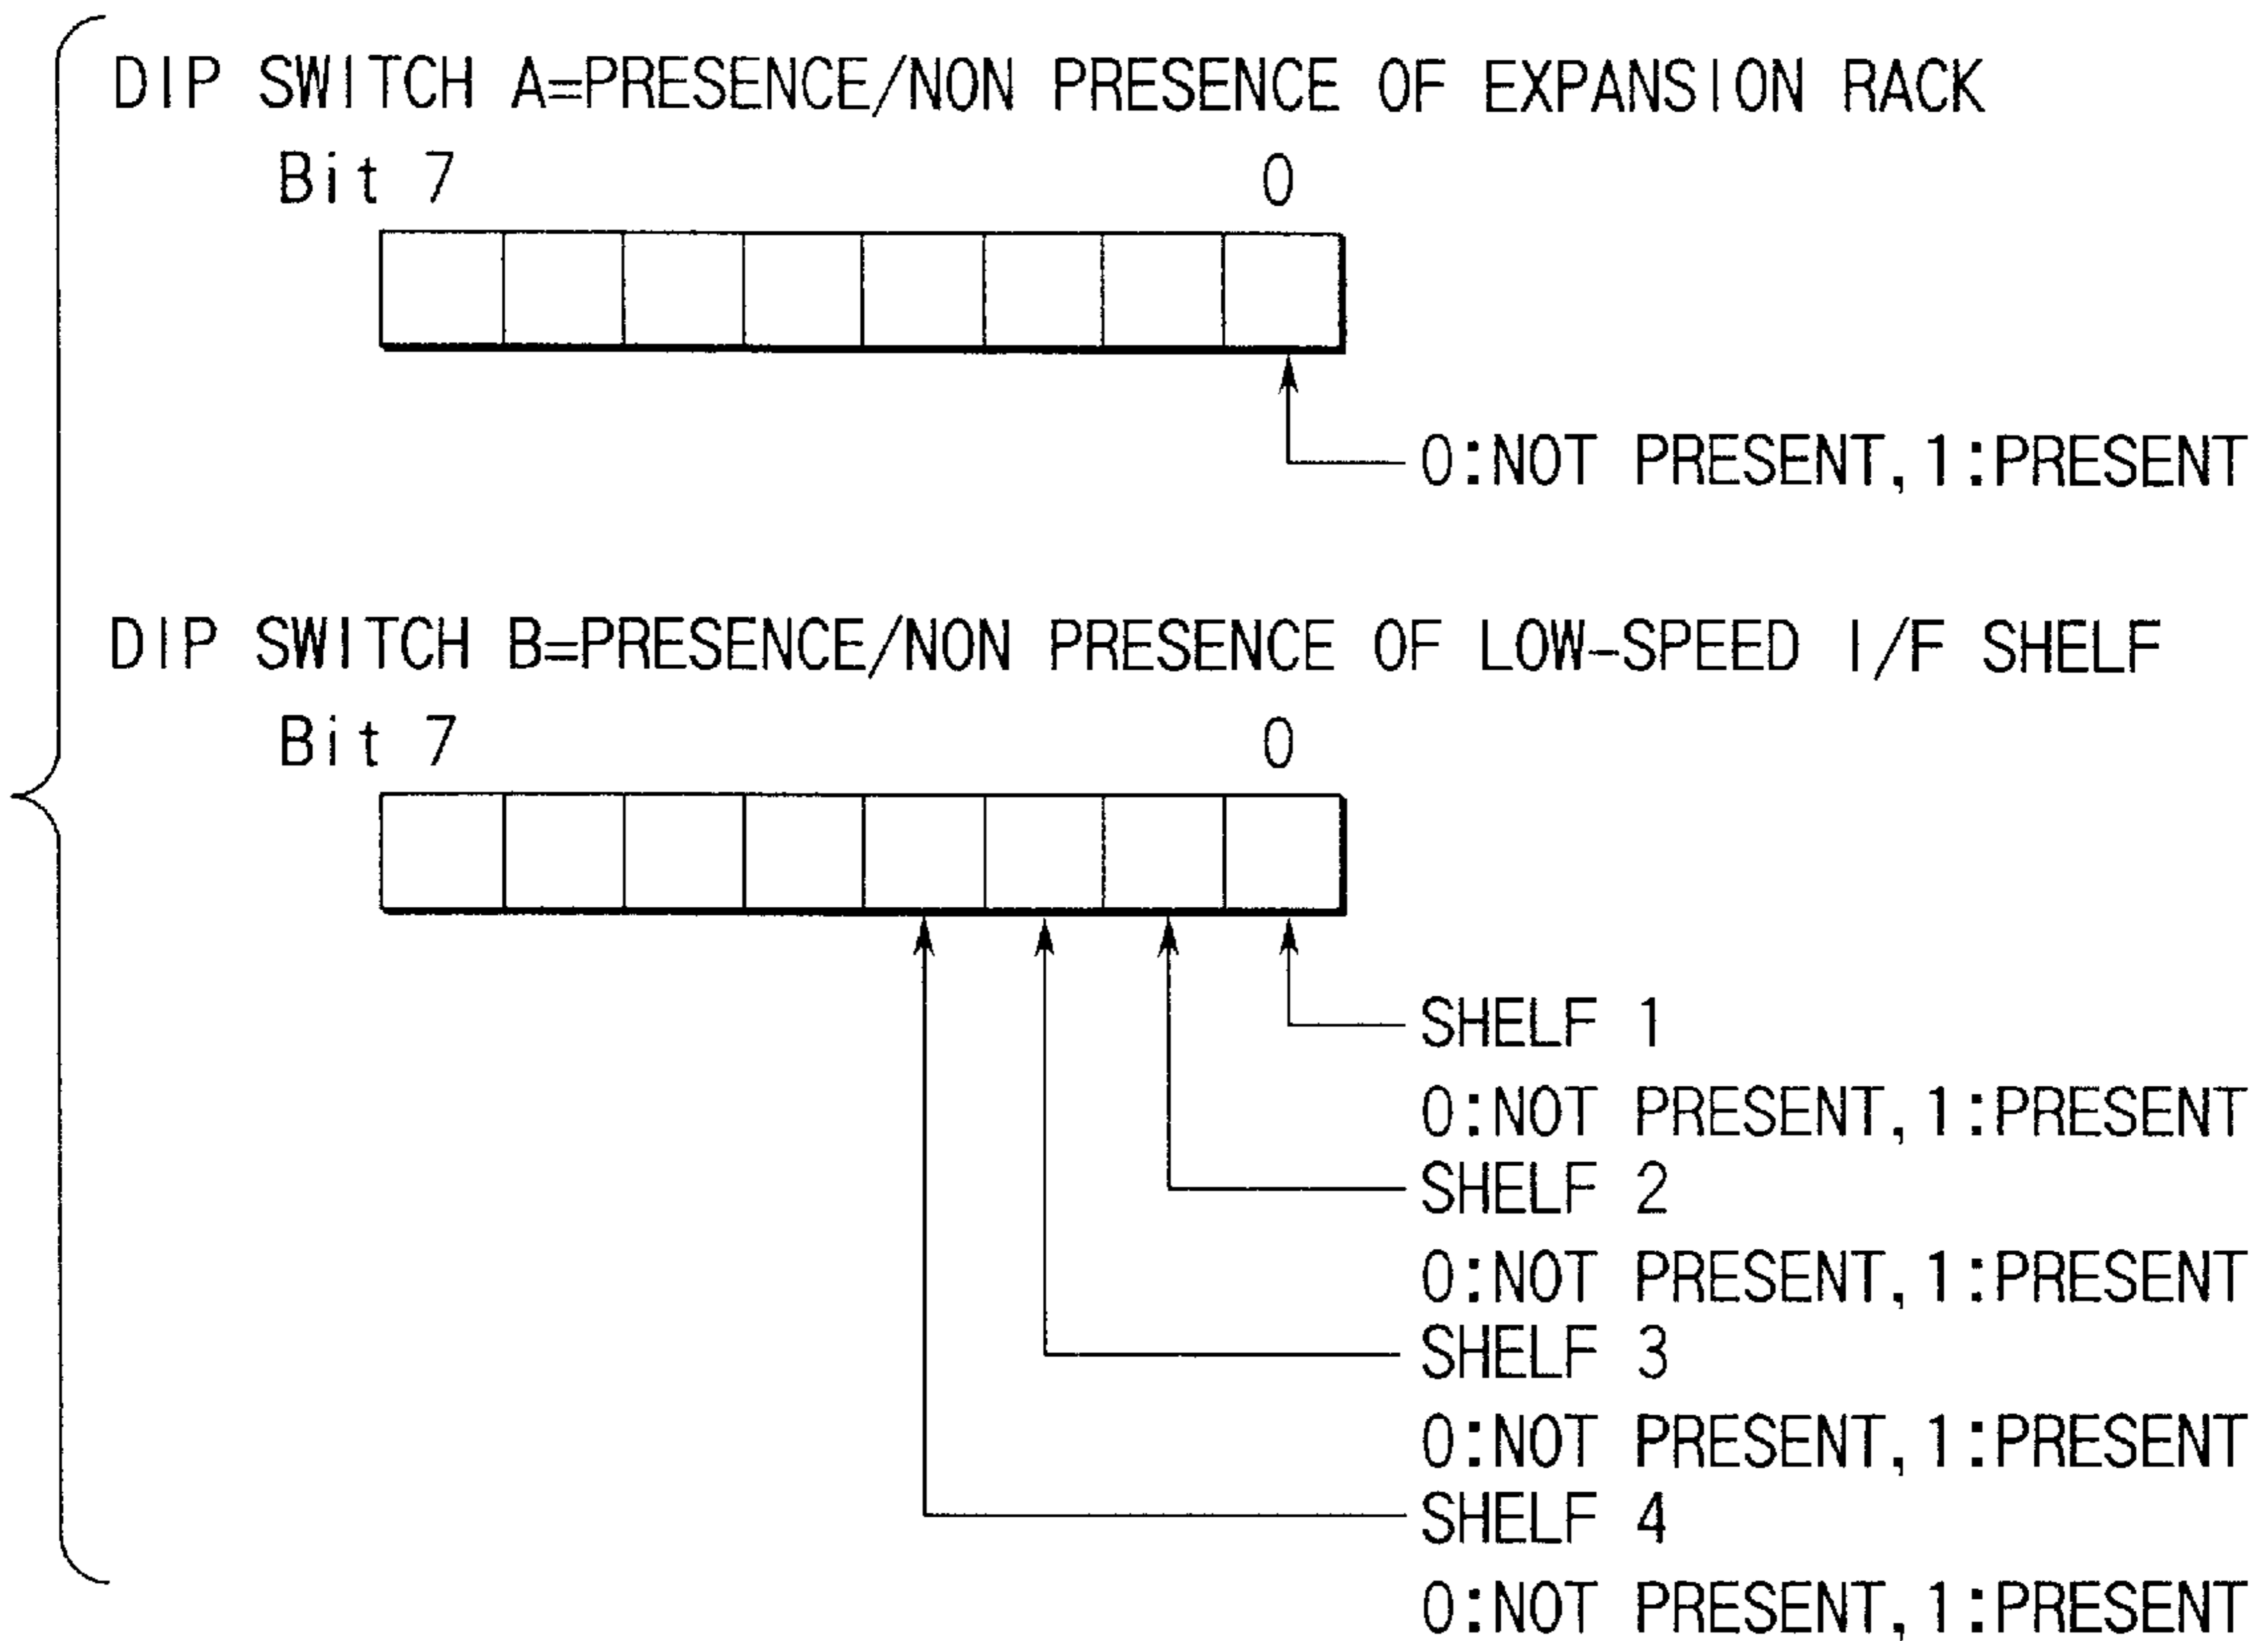 DIP SWITCH A=PRESENCE/NON PRESENCE OF EXPANSION RACK
Bit 7 0
0:NOT PRESENT,1:PRESENT
DIP SWITCH B=PRESENCE/NON PRESENCE OF LOW-SPEED I/F SHELF
Bit 7 0
SHELF 1
0:NOT PRESENT,1:PRESENT
SHELF 2
0:NOT PRESENT,1:PRESENT
SHELF 3
0:NOT PRESENT,1:PRESENT
SHELF 4
0:NOT PRESENT,1:PRESENT